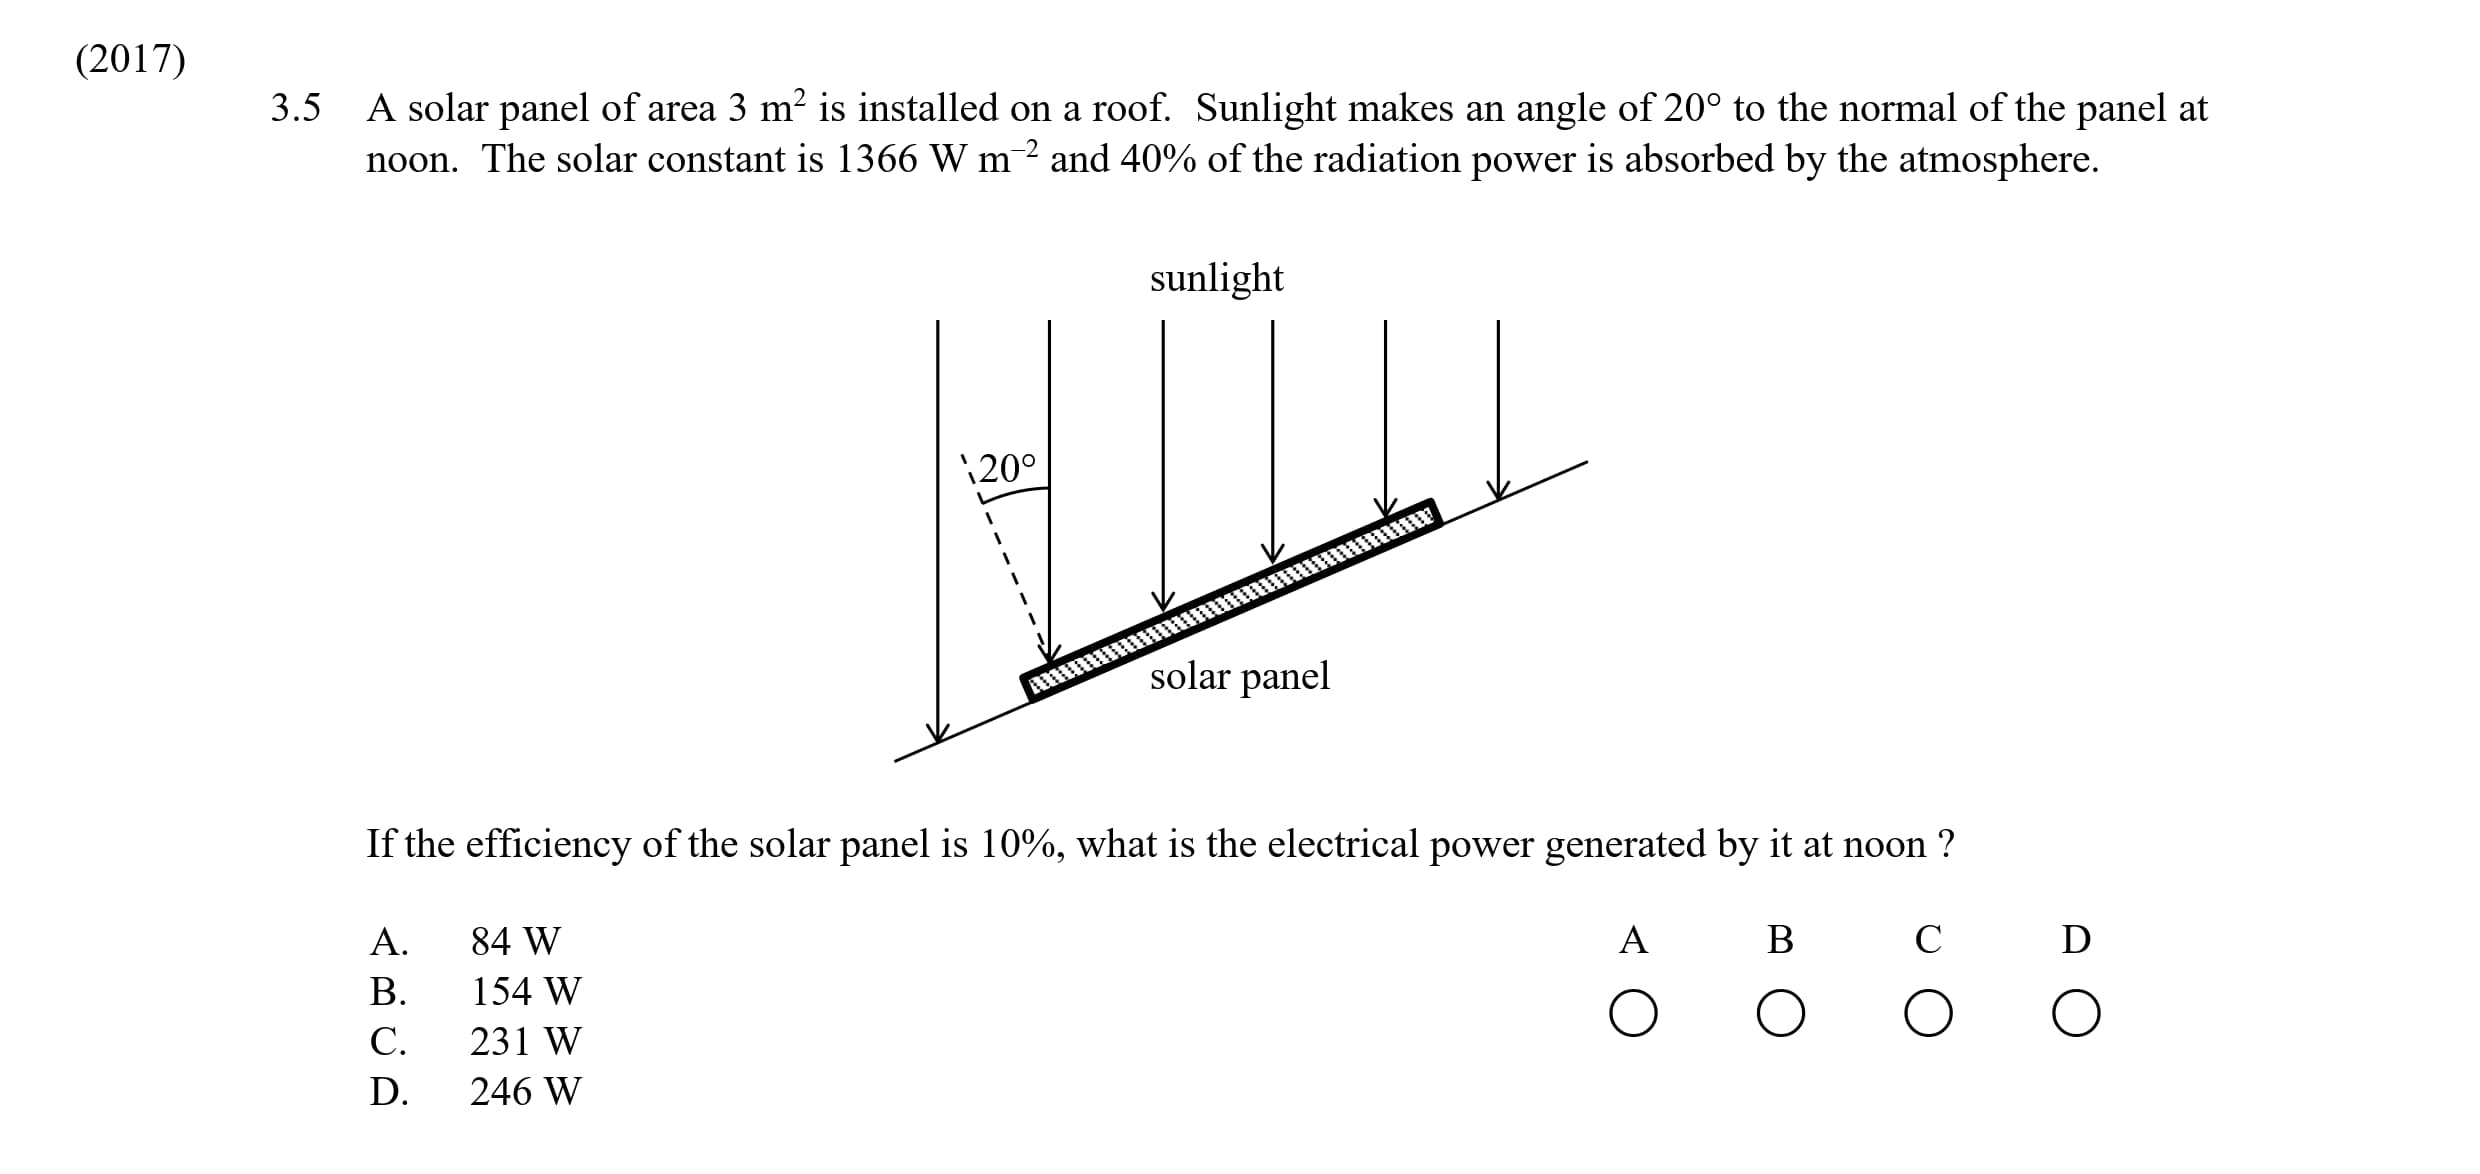 (2017)
3.5 A solar panel of area 3 m² is installed on a roof. Sunlight makes an angle of 20° to the normal of the panel at
noon. The solar constant is 1366 W m⁻² and 40% of the radiation power is absorbed by the atmosphere.
sunlight
20°
solar panel
If the efficiency of the solar panel is 10%, what is the electrical power generated by it at noon ?
A. 84 W
B. 154 W
C. 231 W
D. 246 W
A B C D